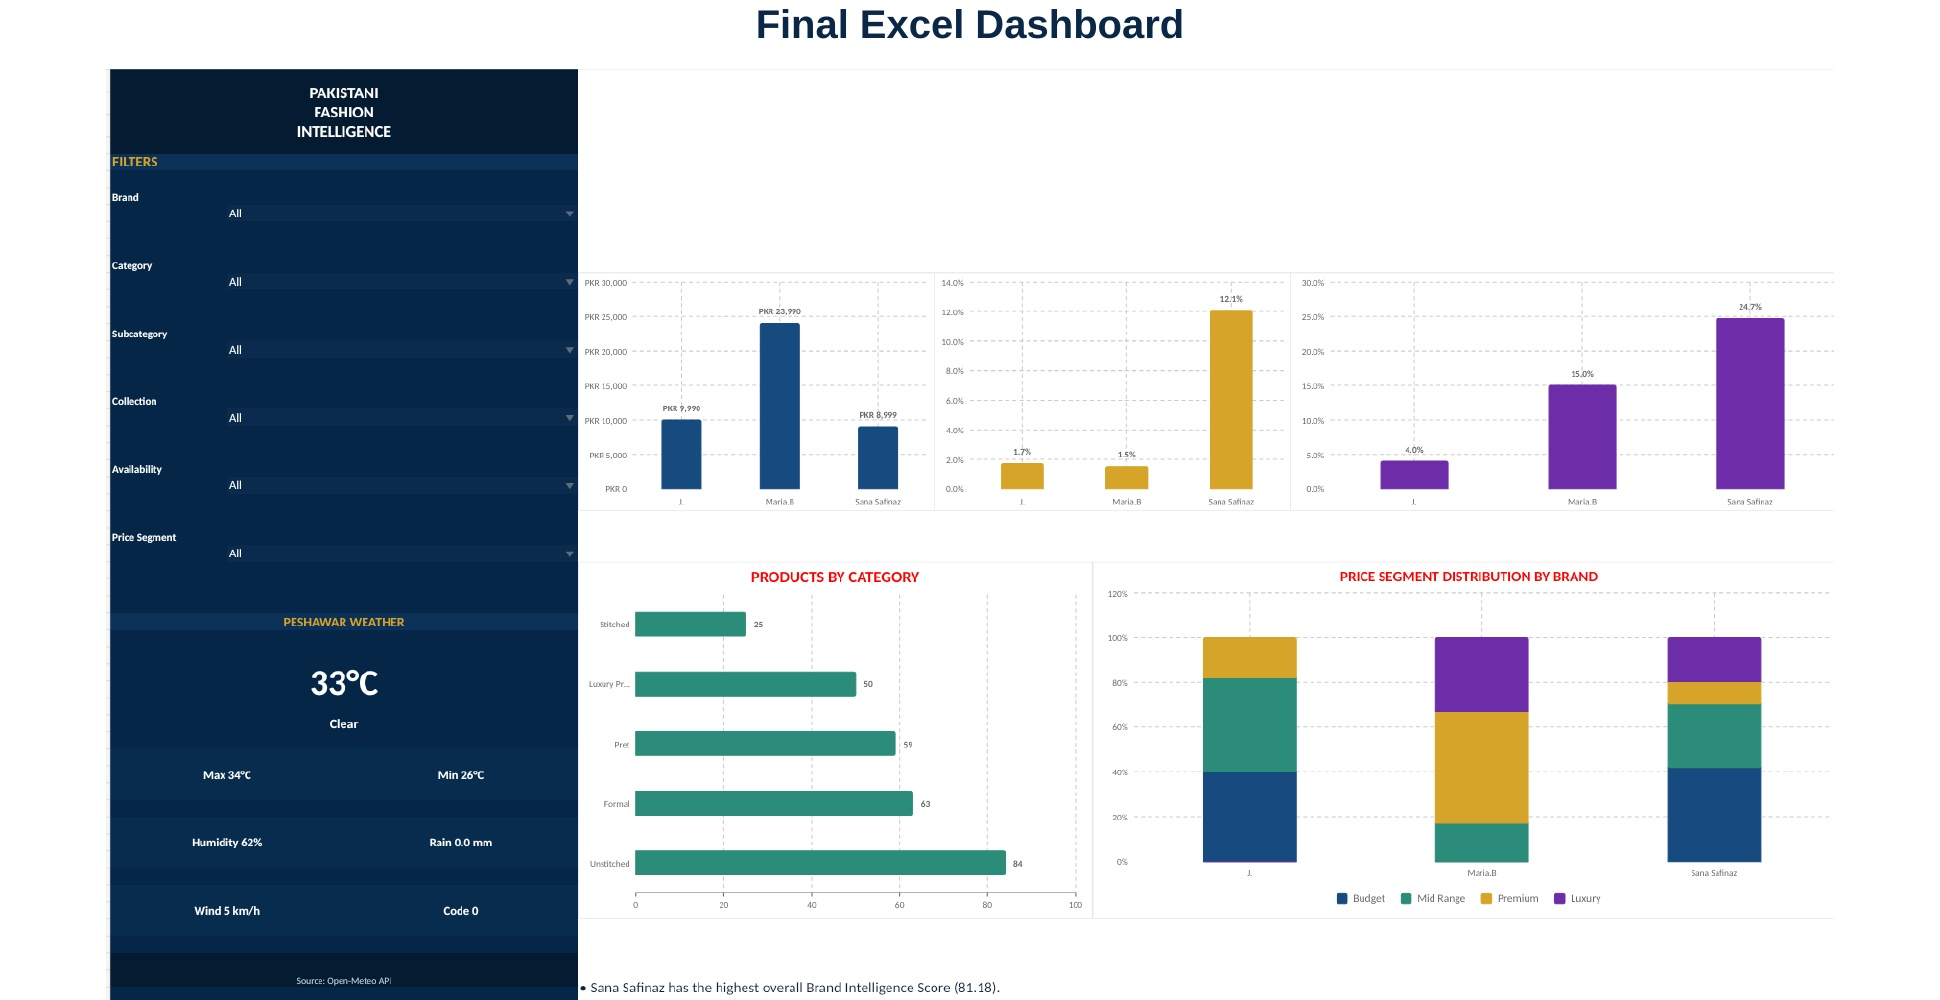 Final Excel Dashboard
PAKISTANI
FASHION
INTELLIGENCE
FILTERS
Brand
All
Category
All
Subcategory
All
Collection
All
Availability
All
Price Segment
All
PESHAWAR WEATHER
33°C
Clear
Max 34°C Min 26°C
Humidity 62% Rain 0.0 mm
Wind 5 km/h Code 0
Source: Open-Meteo API
PKR 30,000
PKR 25,000
PKR 20,000
PKR 15,000
PKR 10,000
PKR 5,000
PKR 0
PKR 9,990
PKR 23,990
PKR 8,999
J. Maria.B Sana Safinaz
14.0%
12.0%
10.0%
8.0%
6.0%
4.0%
2.0%
0.0%
1.7%
1.5%
12.1%
J. Maria.B Sana Safinaz
30.0%
25.0%
20.0%
15.0%
10.0%
5.0%
0.0%
4.0%
15.0%
24.7%
J. Maria.B Sana Safinaz
PRODUCTS BY CATEGORY
Stitched 25
Luxury Pr... 50
Pret 59
Formal 63
Unstitched 84
0 20 40 60 80 100
PRICE SEGMENT DISTRIBUTION BY BRAND
120%
100%
80%
60%
40%
20%
0%
J. Maria.B Sana Safinaz
Budget Mid Range Premium Luxury
• Sana Safinaz has the highest overall Brand Intelligence Score (81.18).